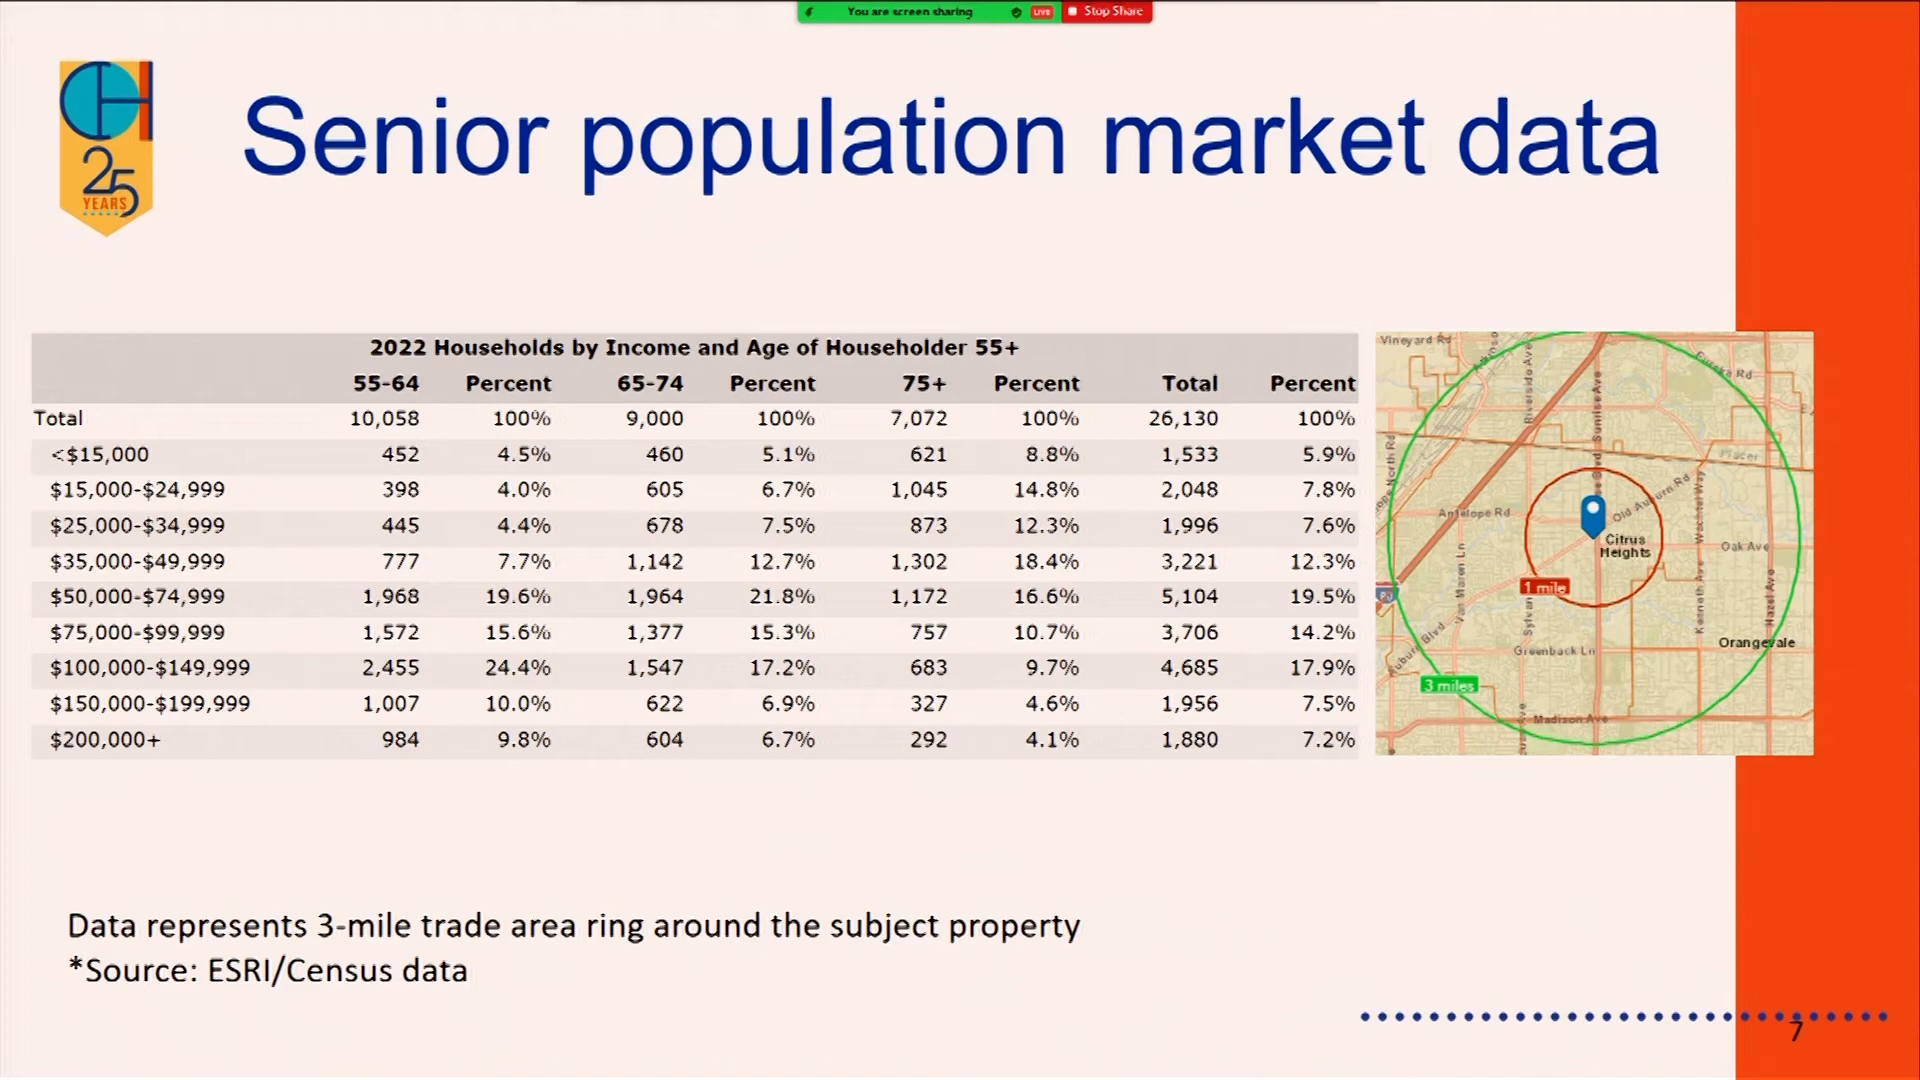 You are screen sharing LIVE Stop Share
CH
25
YEARS
Senior population market data
2022 Households by Income and Age of Householder 55+
55-64 Percent 65-74 Percent 75+ Percent Total Percent
Total 10,058 100% 9,000 100% 7,072 100% 26,130 100%
<$15,000 452 4.5% 460 5.1% 621 8.8% 1,533 5.9%
$15,000-$24,999 398 4.0% 605 6.7% 1,045 14.8% 2,048 7.8%
$25,000-$34,999 445 4.4% 678 7.5% 873 12.3% 1,996 7.6%
$35,000-$49,999 777 7.7% 1,142 12.7% 1,302 18.4% 3,221 12.3%
$50,000-$74,999 1,968 19.6% 1,964 21.8% 1,172 16.6% 5,104 19.5%
$75,000-$99,999 1,572 15.6% 1,377 15.3% 757 10.7% 3,706 14.2%
$100,000-$149,999 2,455 24.4% 1,547 17.2% 683 9.7% 4,685 17.9%
$150,000-$199,999 1,007 10.0% 622 6.9% 327 4.6% 1,956 7.5%
$200,000+ 984 9.8% 604 6.7% 292 4.1% 1,880 7.2%
Vineyard Rd
Eureka Rd
Riverside Ave
Sunrise Ave
North Rd
Placer
Old Auburn Rd
Wachtel Way
Antelope Rd
Citrus
Heights
Oak Ave
1 mile
Van Maren Ln
Sylvan
Kenneth Ave
Hazel Ave
Auburn Blvd
Greenback Ln
Orangevale
3 miles
Madison Ave
Data represents 3-mile trade area ring around the subject property
*Source: ESRI/Census data
7